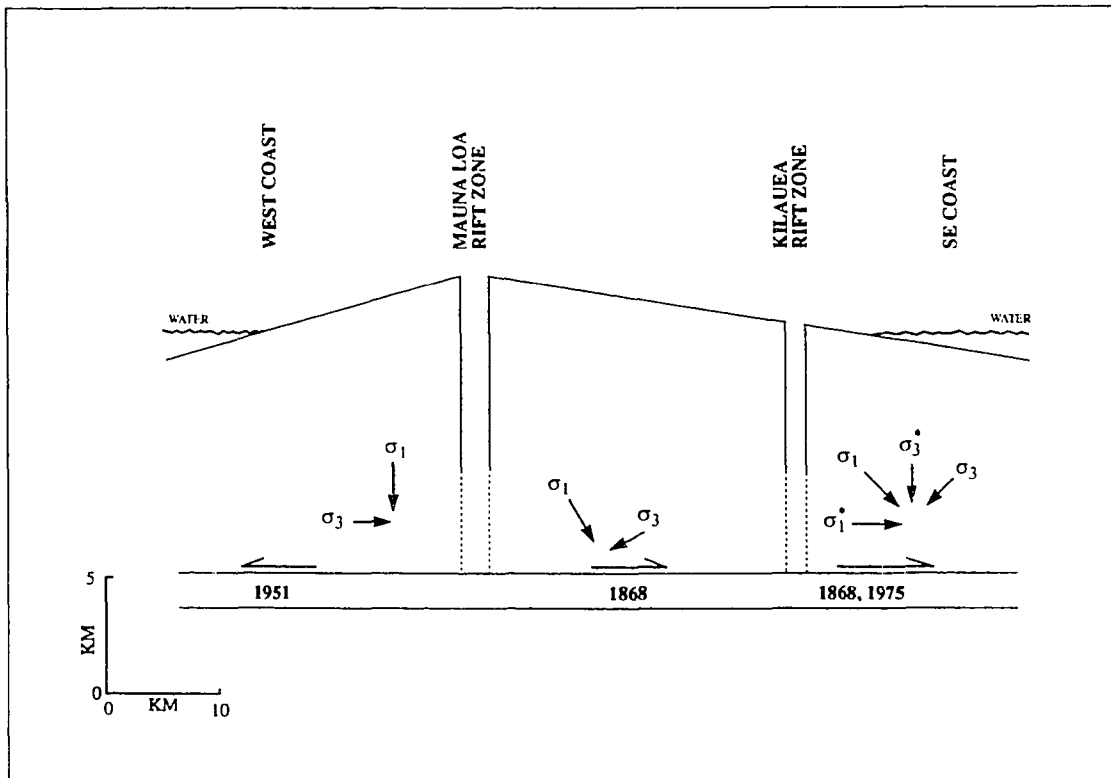 WEST COAST
MAUNA LOA
RIFT ZONE
KILAUEA
RIFT ZONE
SE COAST
WATER
WATER
σ1
σ3
σ1
σ3
σ1
σ3*
σ3
σ1*
1951
1868
1868, 1975
5
KM
0
0
KM
10